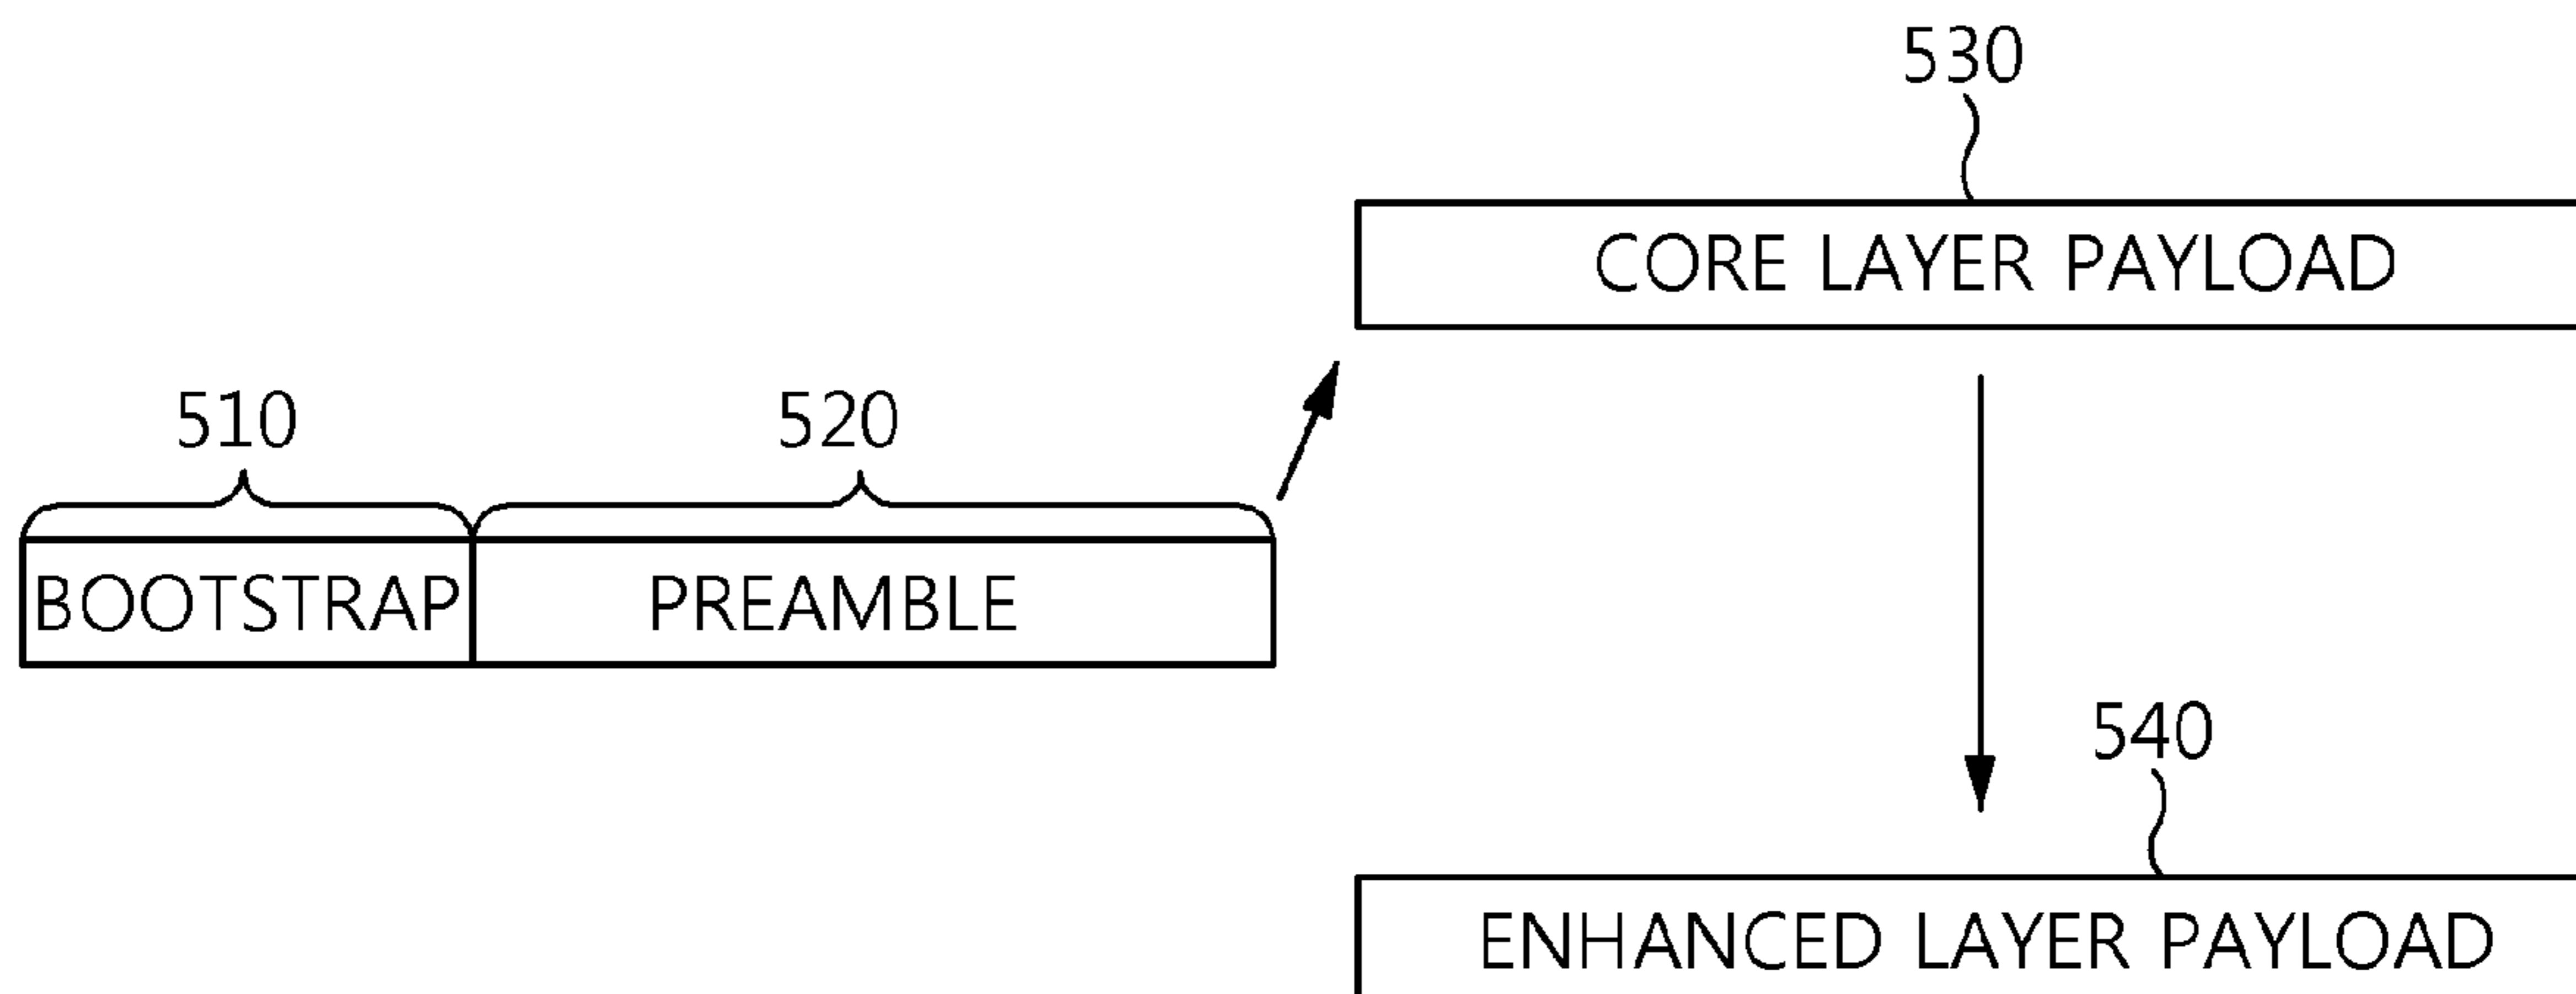 530
CORE LAYER PAYLOAD
510
520
BOOTSTRAP
PREAMBLE
540
ENHANCED LAYER PAYLOAD